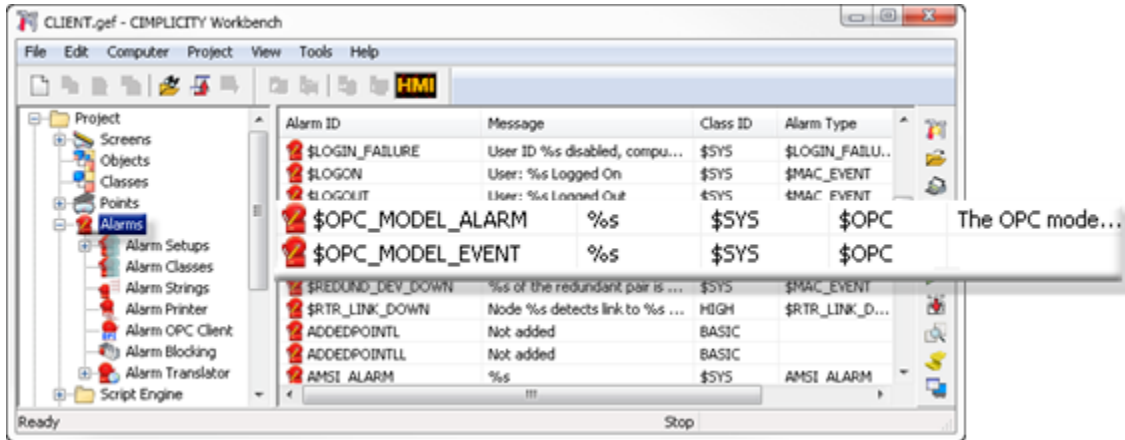 CLIENT.gef - CIMPLICITY Workbench
File Edit Computer Project View Tools Help
HMI
Project
Screens
Objects
Classes
Points
Alarms
Alarm Setups
Alarm Classes
Alarm Strings
Alarm Printer
Alarm OPC Client
Alarm Blocking
Alarm Translator
Script Engine
Alarm ID Message Class ID Alarm Type
$LOGIN_FAILURE User ID %s disabled, compu... $SYS $LOGIN_FAILU...
$LOGON User: %s Logged On $SYS $MAC_EVENT
$LOGOUT User: %s Logged Out $SYS $MAC_EVENT
$OPC_MODEL_ALARM %s $SYS $OPC The OPC mode...
$OPC_MODEL_EVENT %s $SYS $OPC
$REDUND_DEV_DOWN %s of the redundant pair is ... $SYS $MAC_EVENT
$RTR_LINK_DOWN Node %s detects link to %s ... HIGH $RTR_LINK_D...
ADDEDPOINTL Not added BASIC
ADDEDPOINTLL Not added BASIC
AMSI_ALARM %s $SYS AMSI_ALARM
Ready Stop